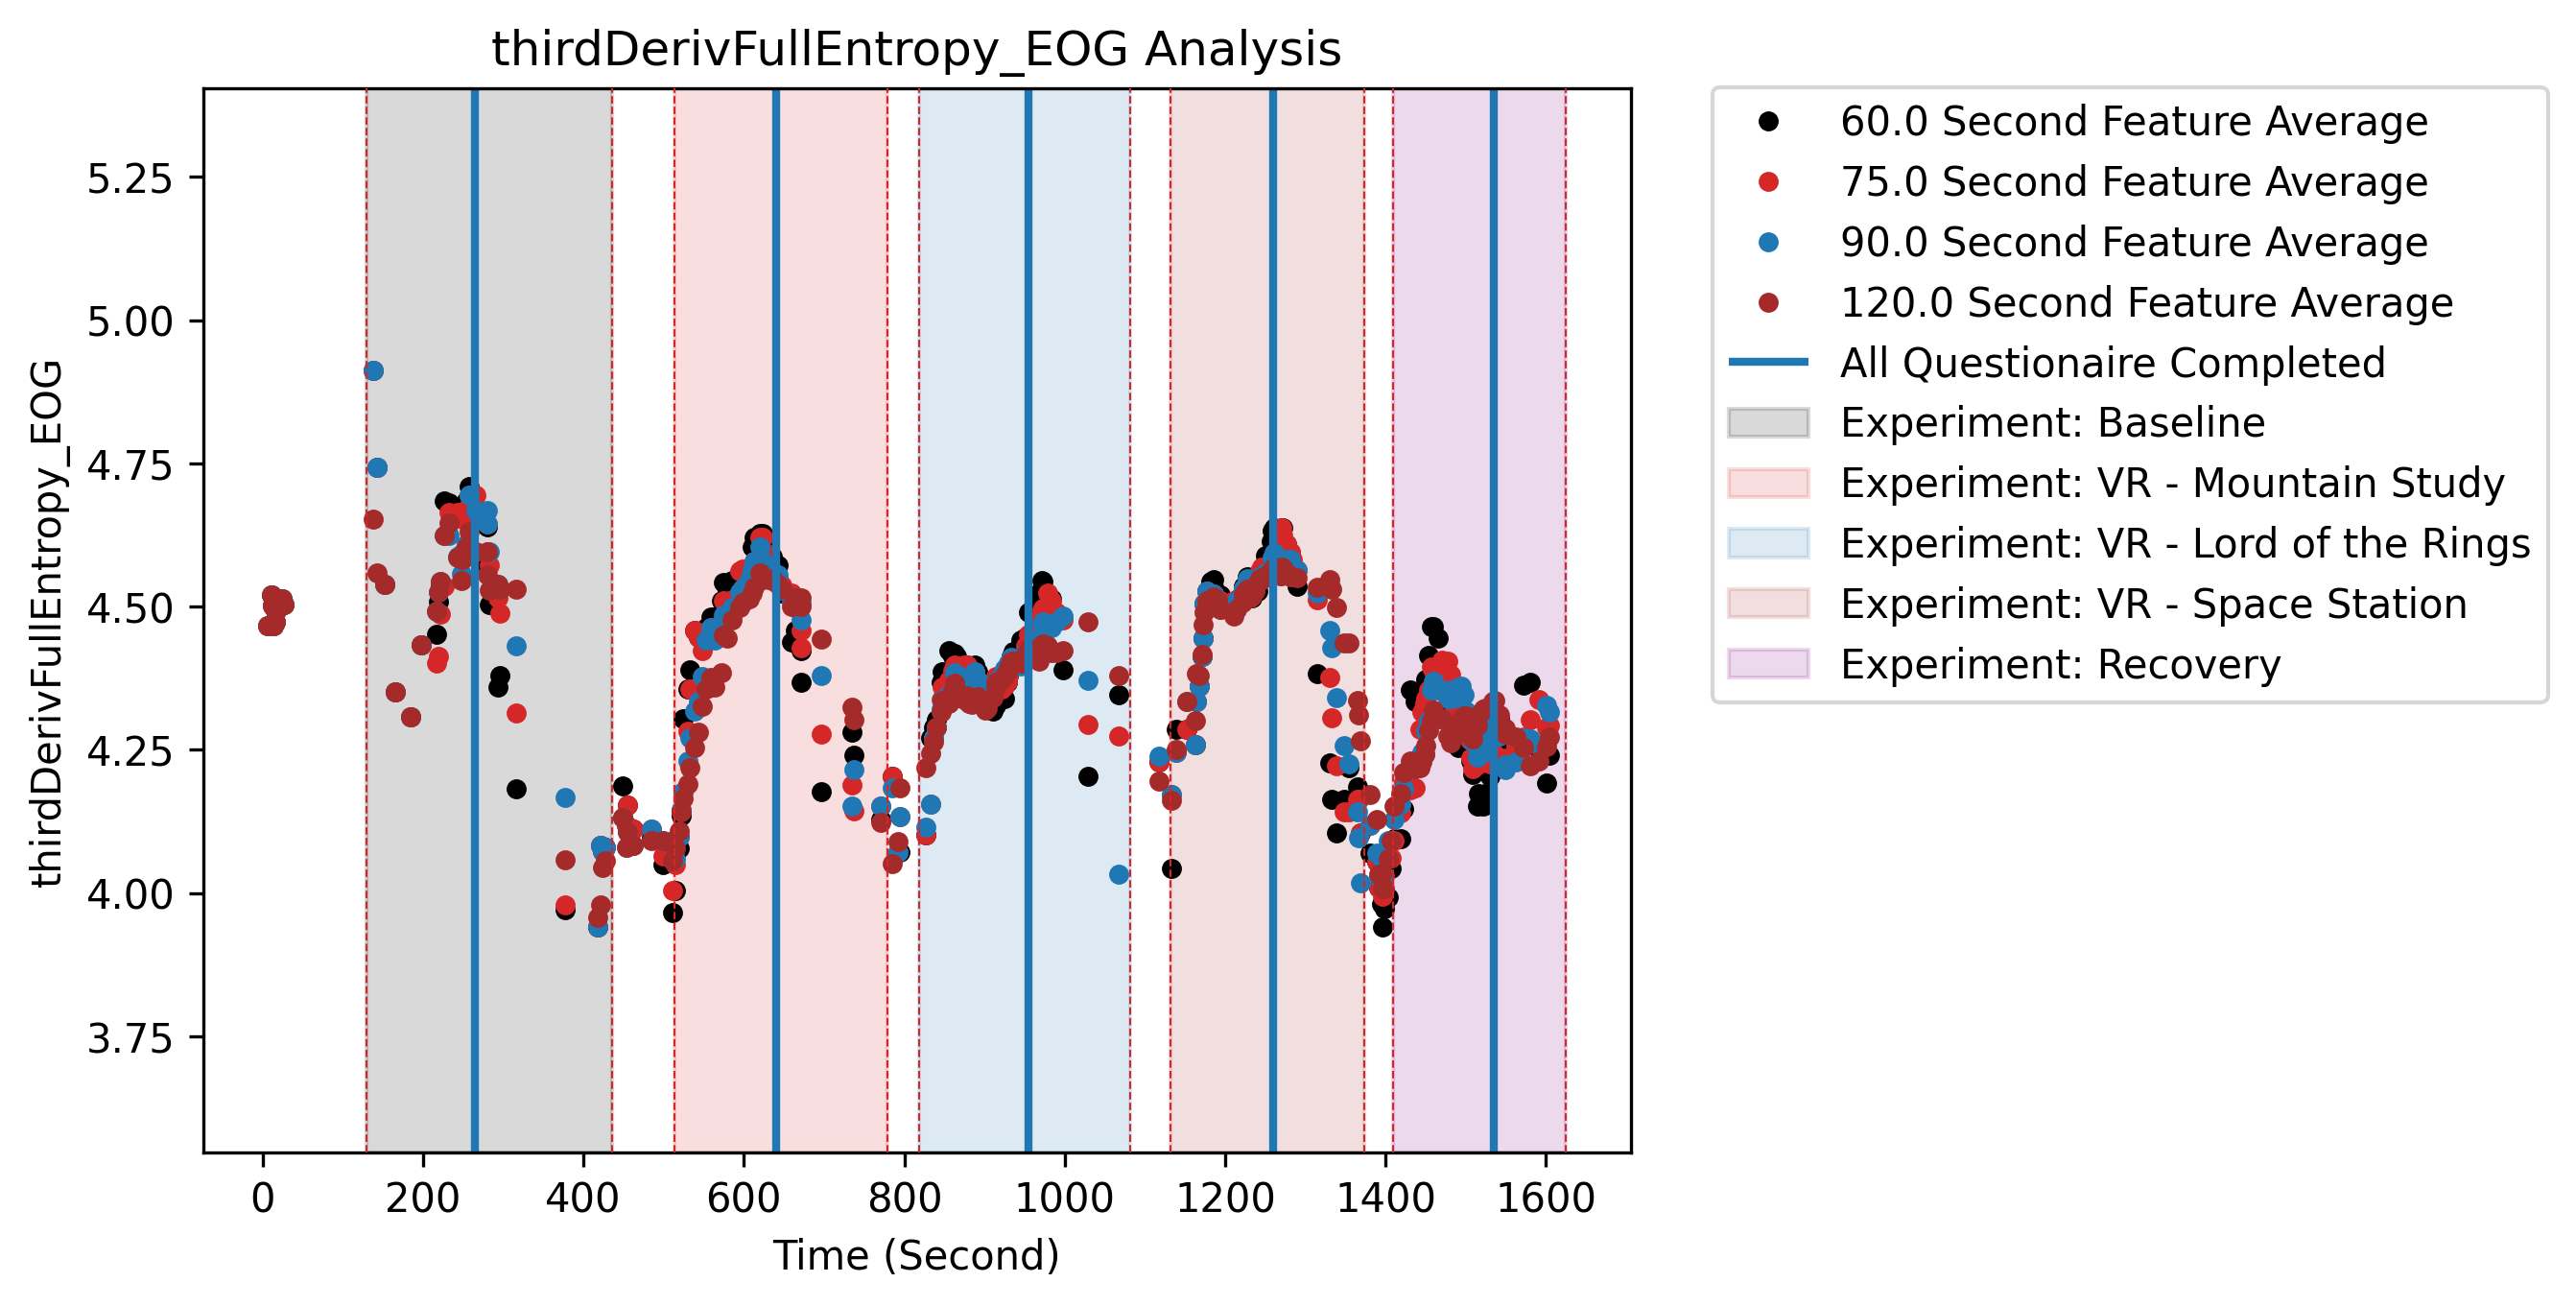 thirdDerivFullEntropy_EOG Analysis
thirdDerivFullEntropy_EOG
5.25
5.00
4.75
4.50
4.25
4.00
3.75
0 200 400 600 800 1000 1200 1400 1600
Time (Second)
60.0 Second Feature Average
75.0 Second Feature Average
90.0 Second Feature Average
120.0 Second Feature Average
All Questionaire Completed
Experiment: Baseline
Experiment: VR - Mountain Study
Experiment: VR - Lord of the Rings
Experiment: VR - Space Station
Experiment: Recovery